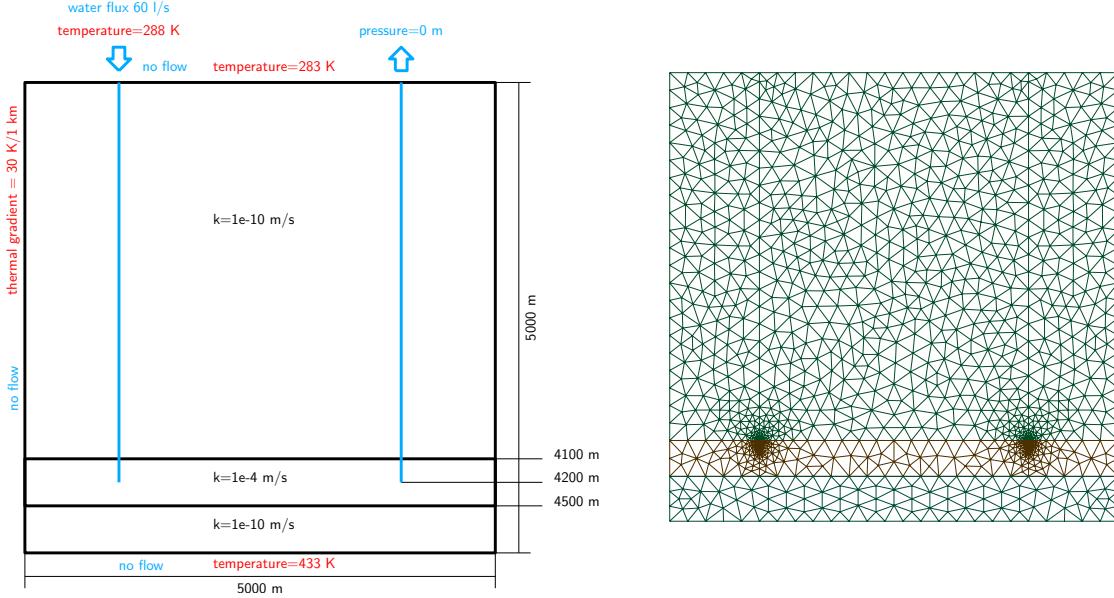 water flux 60 l/s
temperature=288 K
pressure=0 m
no flow
temperature=283 K
thermal gradient = 30 K/1 km
k=1e-10 m/s
5000 m
no flow
4100 m
k=1e-4 m/s
4200 m
4500 m
k=1e-10 m/s
no flow
temperature=433 K
5000 m